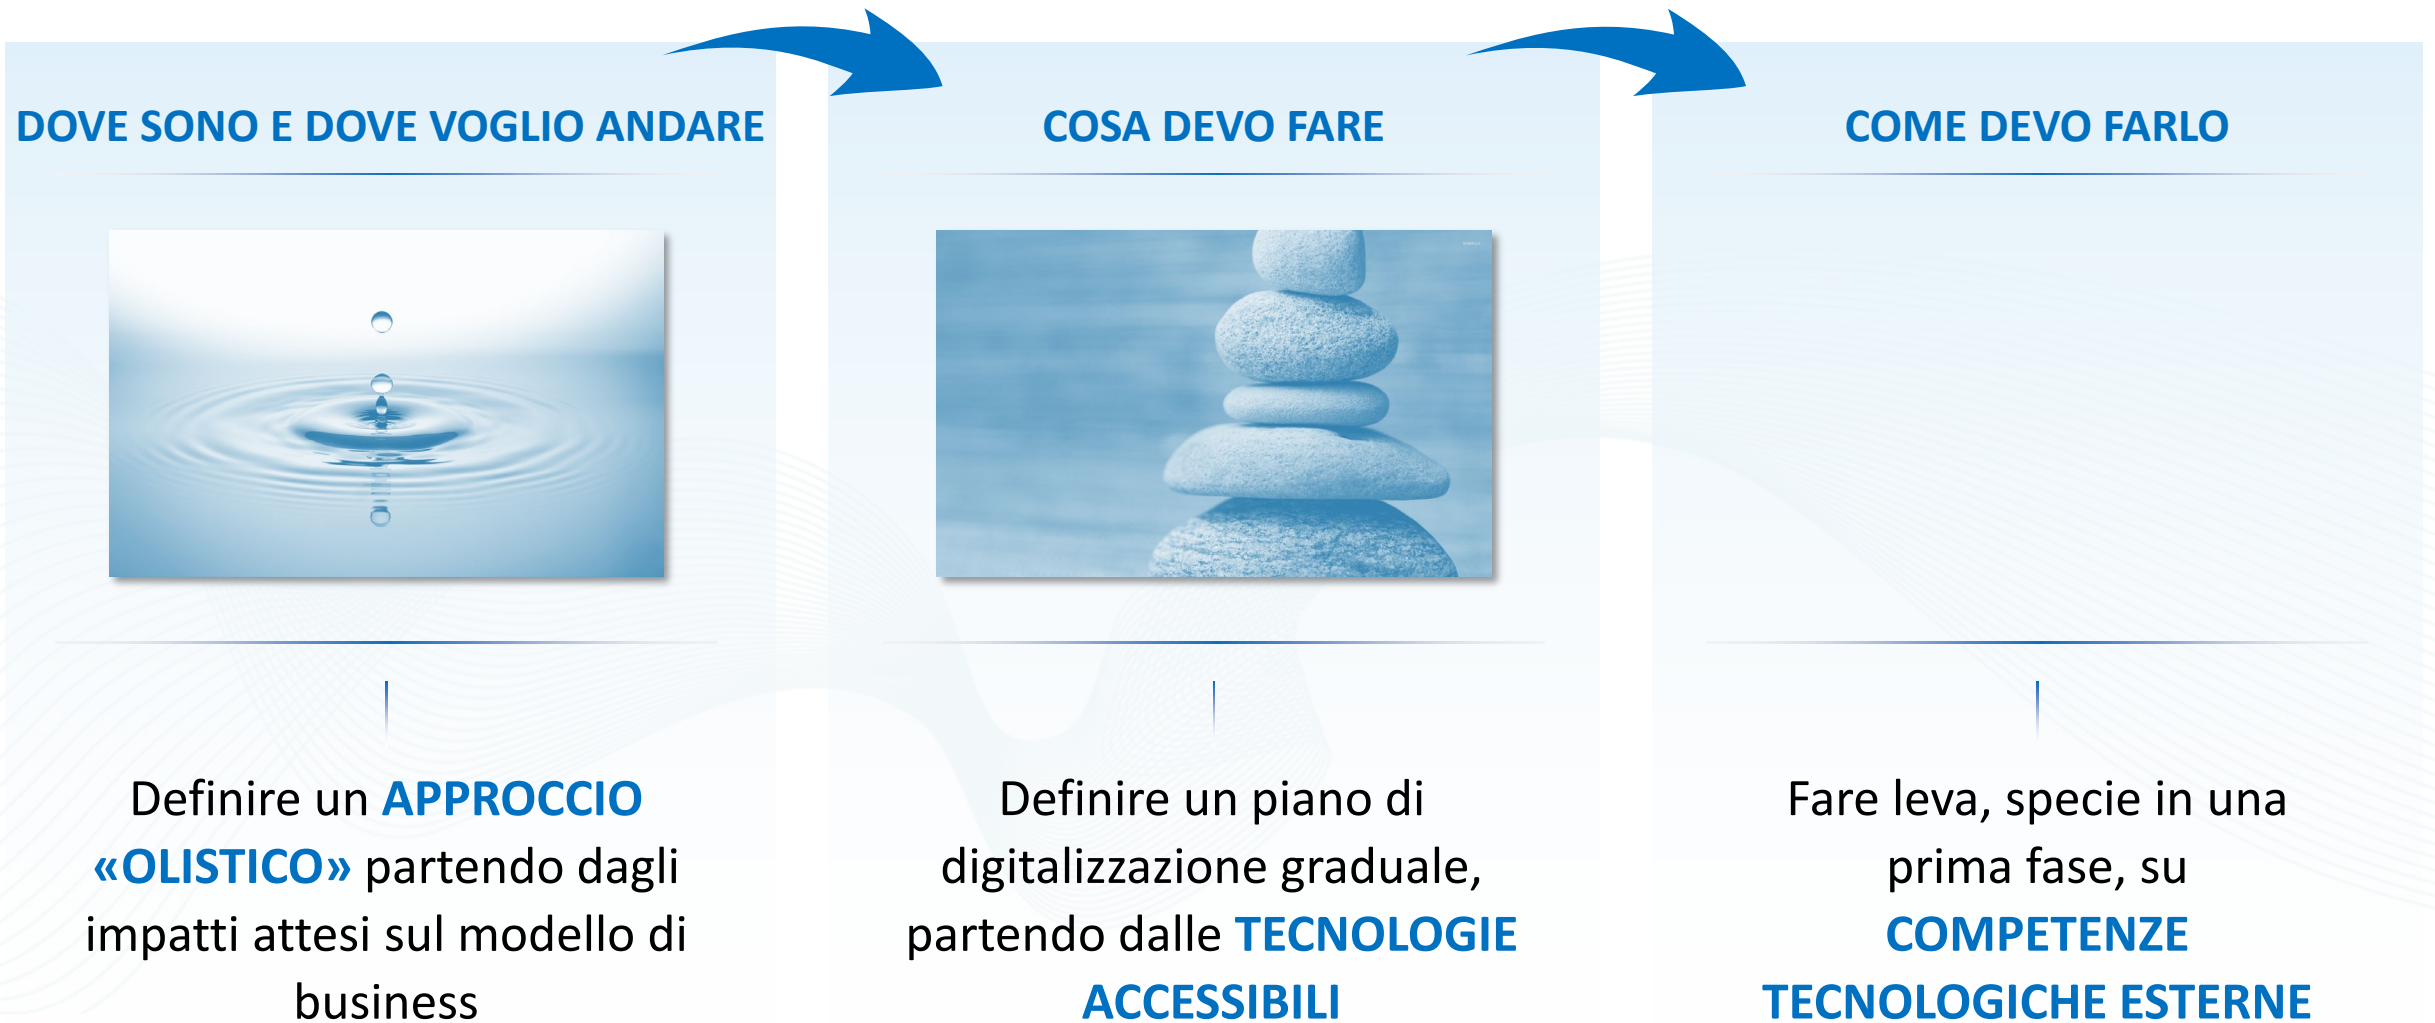 DOVE SONO E DOVE VOGLIO ANDARE
Definire un APPROCCIO
«OLISTICO» partendo dagli
impatti attesi sul modello di
business
COSA DEVO FARE
Definire un piano di
digitalizzazione graduale,
partendo dalle TECNOLOGIE
ACCESSIBILI
COME DEVO FARLO
Fare leva, specie in una
prima fase, su
COMPETENZE
TECNOLOGICHE ESTERNE